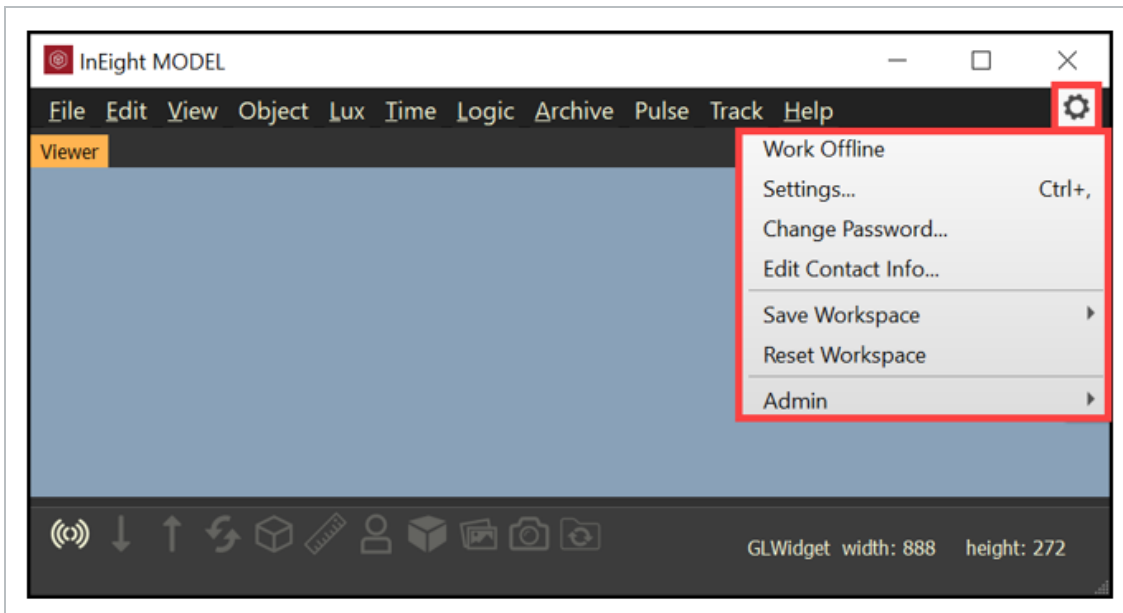 InEight MODEL
File Edit View Object Lux Time Logic Archive Pulse Track Help
Viewer
Work Offline
Settings... Ctrl+,
Change Password...
Edit Contact Info...
Save Workspace
Reset Workspace
Admin
GLWidget width: 888 height: 272